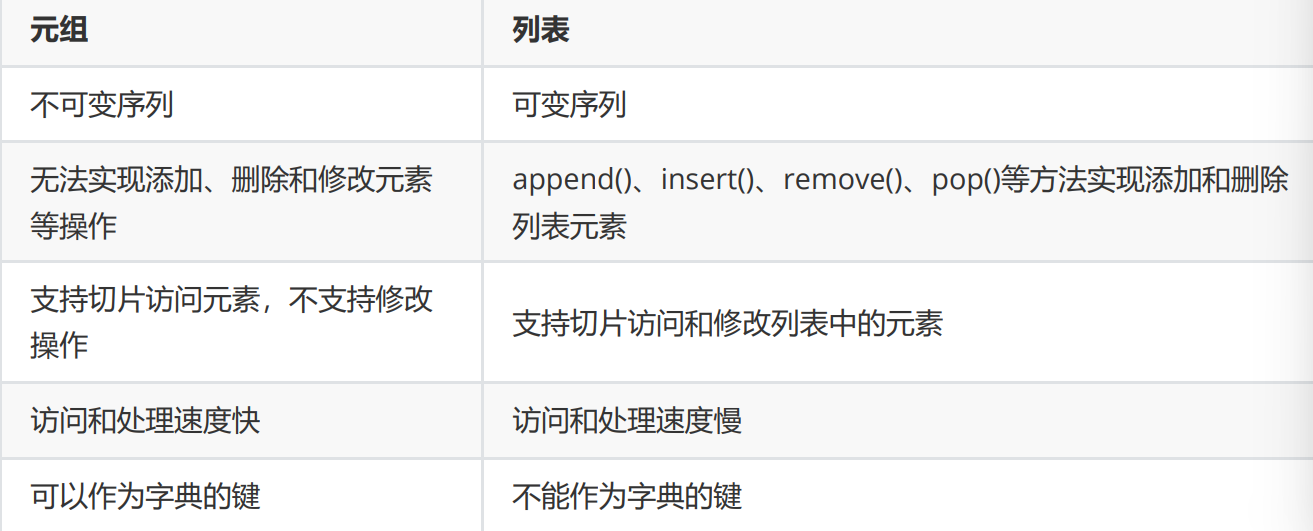 元组
列表
不可变序列
可变序列
无法实现添加、删除和修改元素
等操作
append()、insert()、remove()、pop()等方法实现添加和删除
列表元素
支持切片访问元素，不支持修改
操作
支持切片访问和修改列表中的元素
访问和处理速度快
访问和处理速度慢
可以作为字典的键
不能作为字典的键